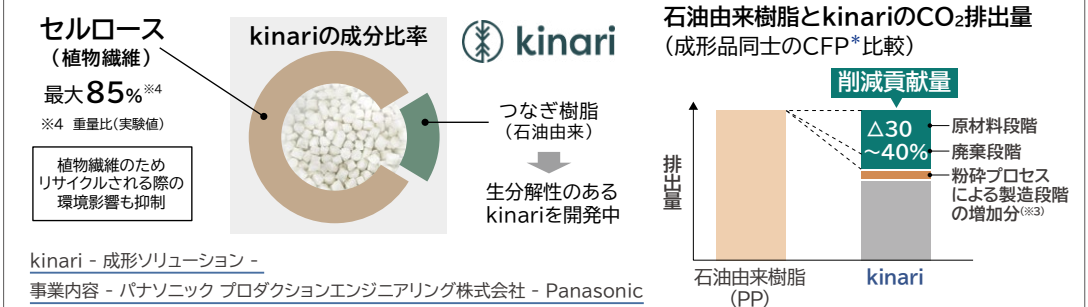 セルロース
（植物繊維）
最大85%※4
※4 重量比（実験値）
植物繊維のため
リサイクルされる際の
環境影響も抑制
kinariの成分比率
kinari
つなぎ樹脂
（石油由来）
生分解性のある
kinariを開発中
kinari - 成形ソリューション -
事業内容 - パナソニック プロダクションエンジニアリング株式会社 - Panasonic
石油由来樹脂とkinariのCO₂排出量
（成形品同士のCFP*比較）
削減貢献量
排出量
△30
～40%
原材料段階
廃棄段階
粉砕プロセス
による製造段階
の増加分(※3)
石油由来樹脂
（PP）
kinari